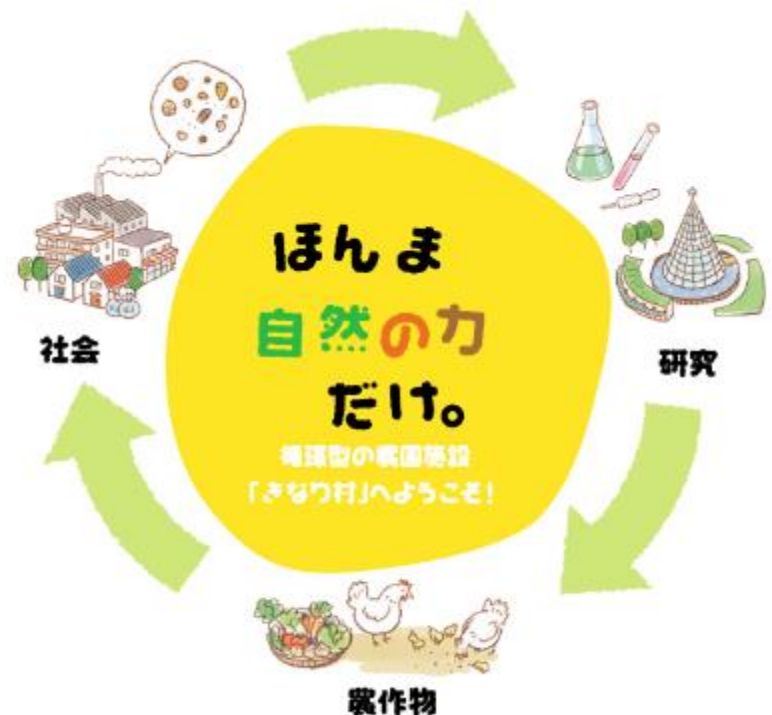 ほんま
自然の力
だけ。
循環型の農園施設
「きなり村」へようこそ！
社会
研究
農作物